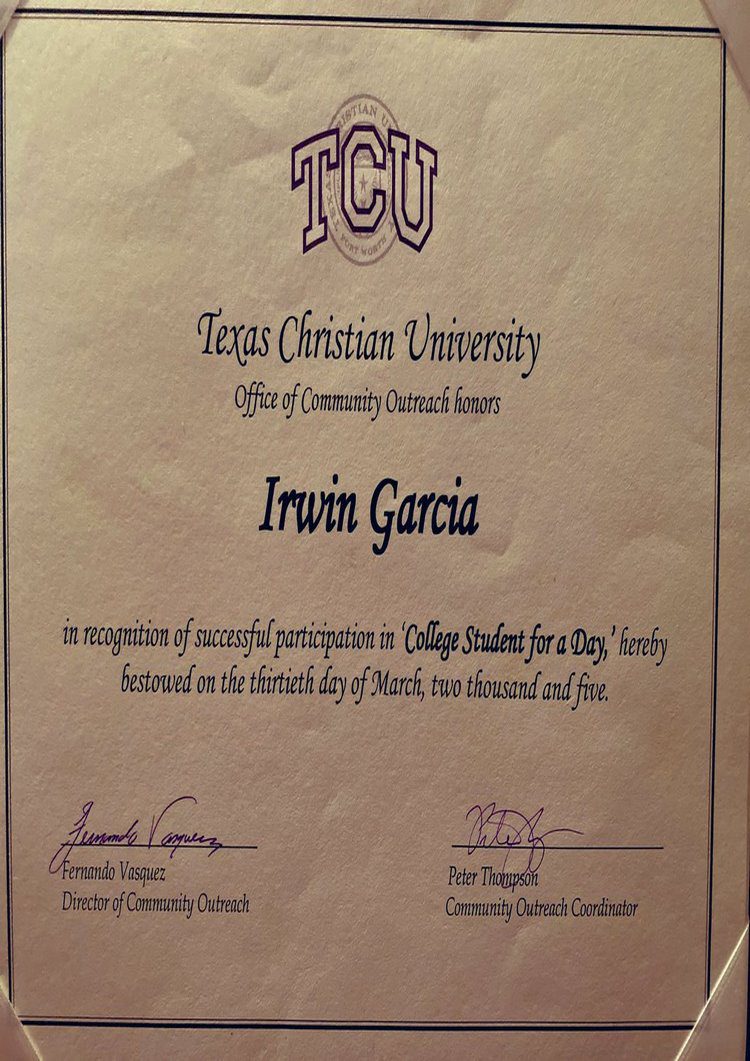 TCU
Texas Christian University
Office of Community Outreach honors
Irwin Garcia
in recognition of successful participation in ‘College Student for a Day,’ hereby
bestowed on the thirtieth day of March, two thousand and five.
Fernando Vasquez
Fernando Vasquez
Director of Community Outreach
Peter Thompson
Community Outreach Coordinator